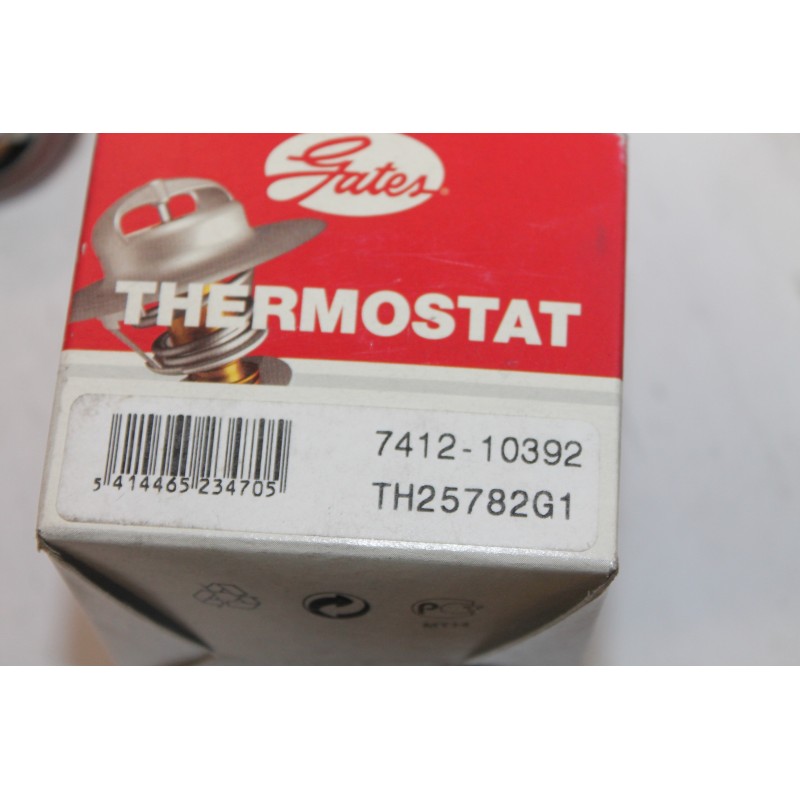 Gates®
THERMOSTAT
7412-10392
5 414465 234705
TH25782G1